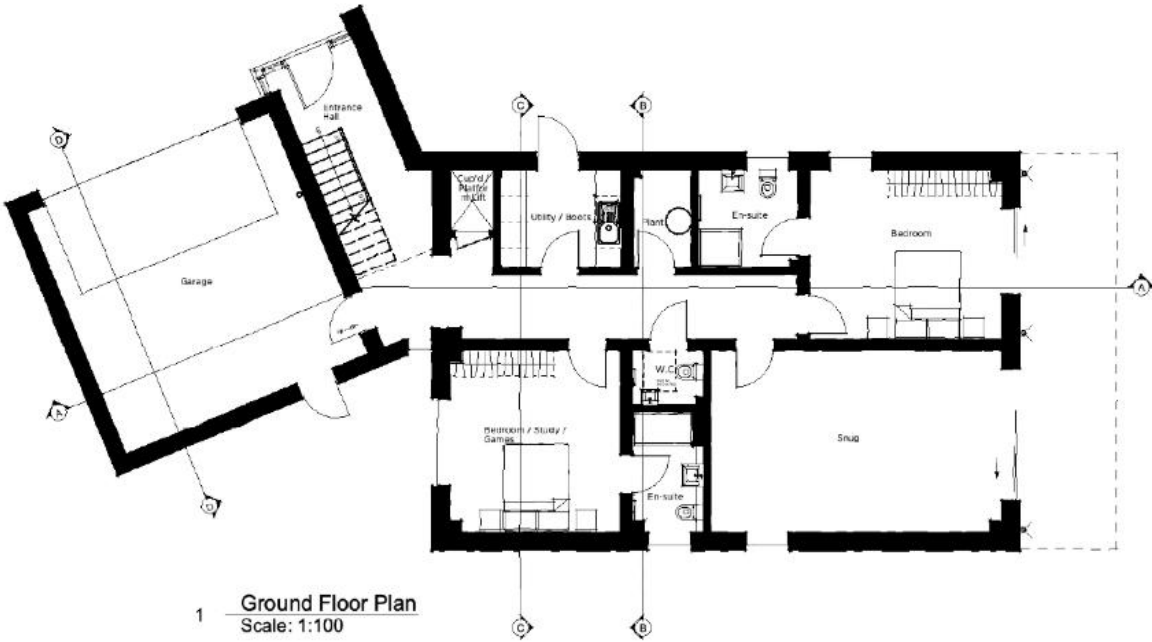 C
B
D
Entrance
Hall
Cup'd /
Platfor
m Lift
Utility / Boots
Plant
En-suite
Bedroom
Garage
A
A
W.C
Bedroom / Study /
Games
Snug
En-suite
D
C
B
1
Ground Floor Plan
Scale: 1:100